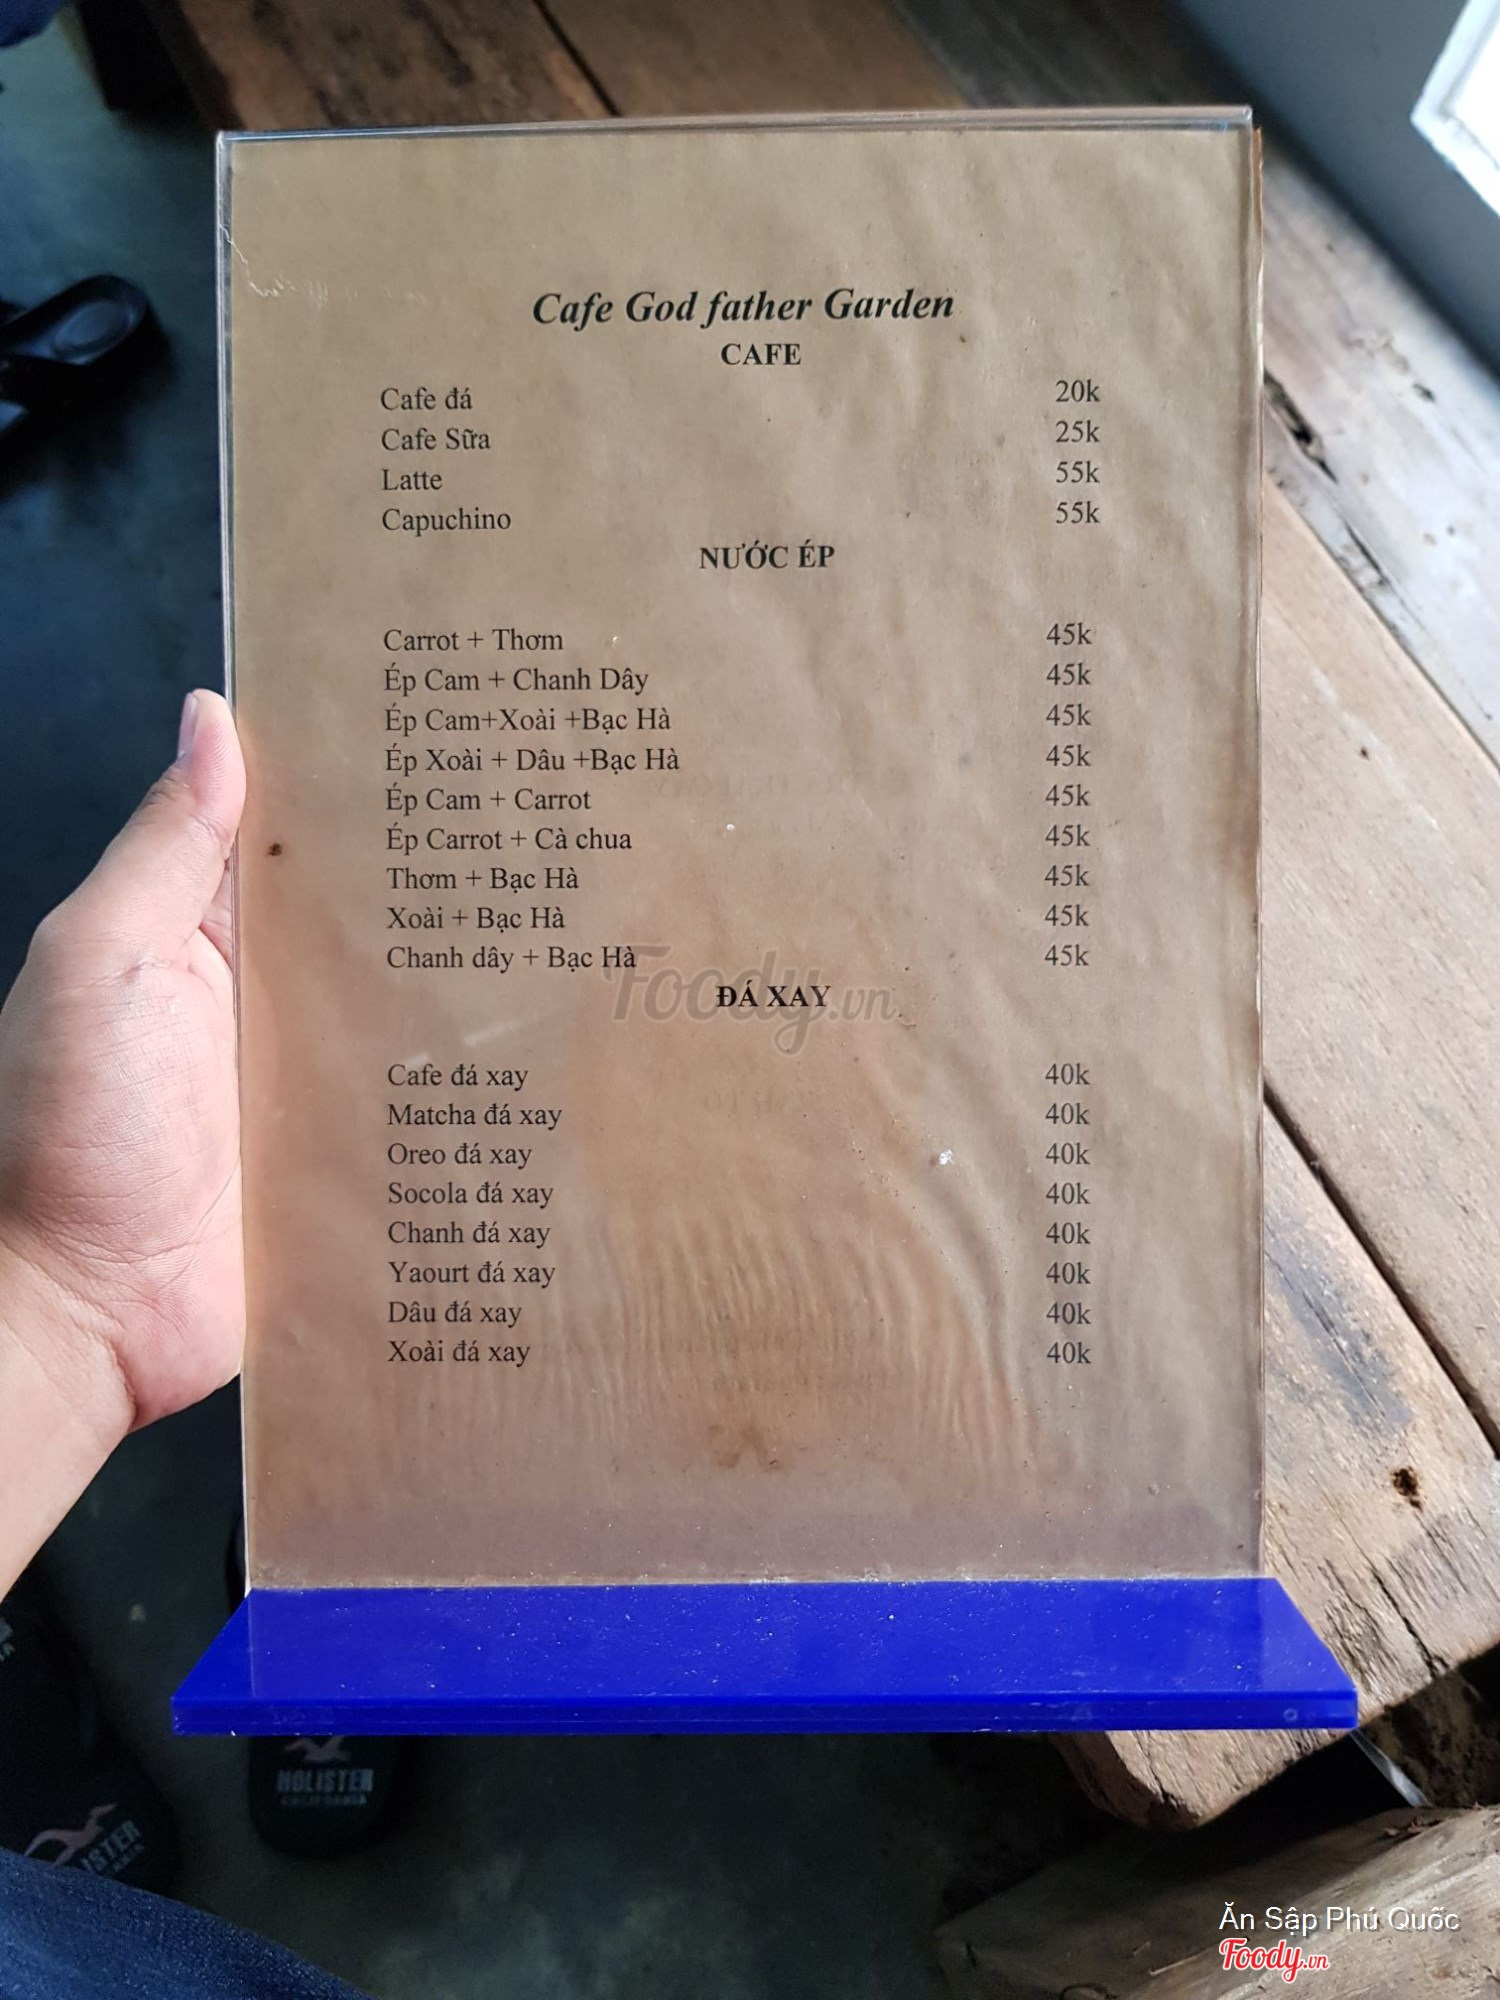 Cafe God father Garden
CAFE
Cafe đá 20k
Cafe Sữa 25k
Latte 55k
Capuchino 55k
NƯỚC ÉP
Carrot + Thơm 45k
Ép Cam + Chanh Dây 45k
Ép Cam+Xoài +Bạc Hà 45k
Ép Xoài + Dâu +Bạc Hà 45k
Ép Cam + Carrot 45k
Ép Carrot + Cà chua 45k
Thơm + Bạc Hà 45k
Xoài + Bạc Hà 45k
Chanh dây + Bạc Hà 45k
Foody.vn
ĐÁ XAY
Cafe đá xay 40k
Matcha đá xay 40k
Oreo đá xay 40k
Socola đá xay 40k
Chanh đá xay 40k
Yaourt đá xay 40k
Dâu đá xay 40k
Xoài đá xay 40k
HOLISTER
CALIFORNIA
Ăn Sập Phú Quốc
Foody.vn